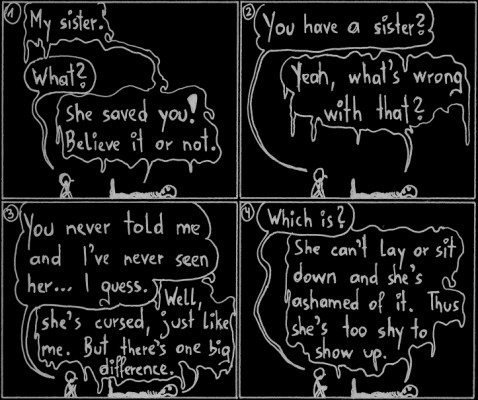 1
My sister.
What?
She saved you!
Believe it or not.
2
You have a sister?
Yeah, what's wrong
with that?
3
You never told me
and I've never seen
her... I guess.
Well,
she's cursed, just like
me. But there's one big
difference.
4
Which is?
She can't lay or sit
down and she's
ashamed of it. Thus
she's too shy to
show up.